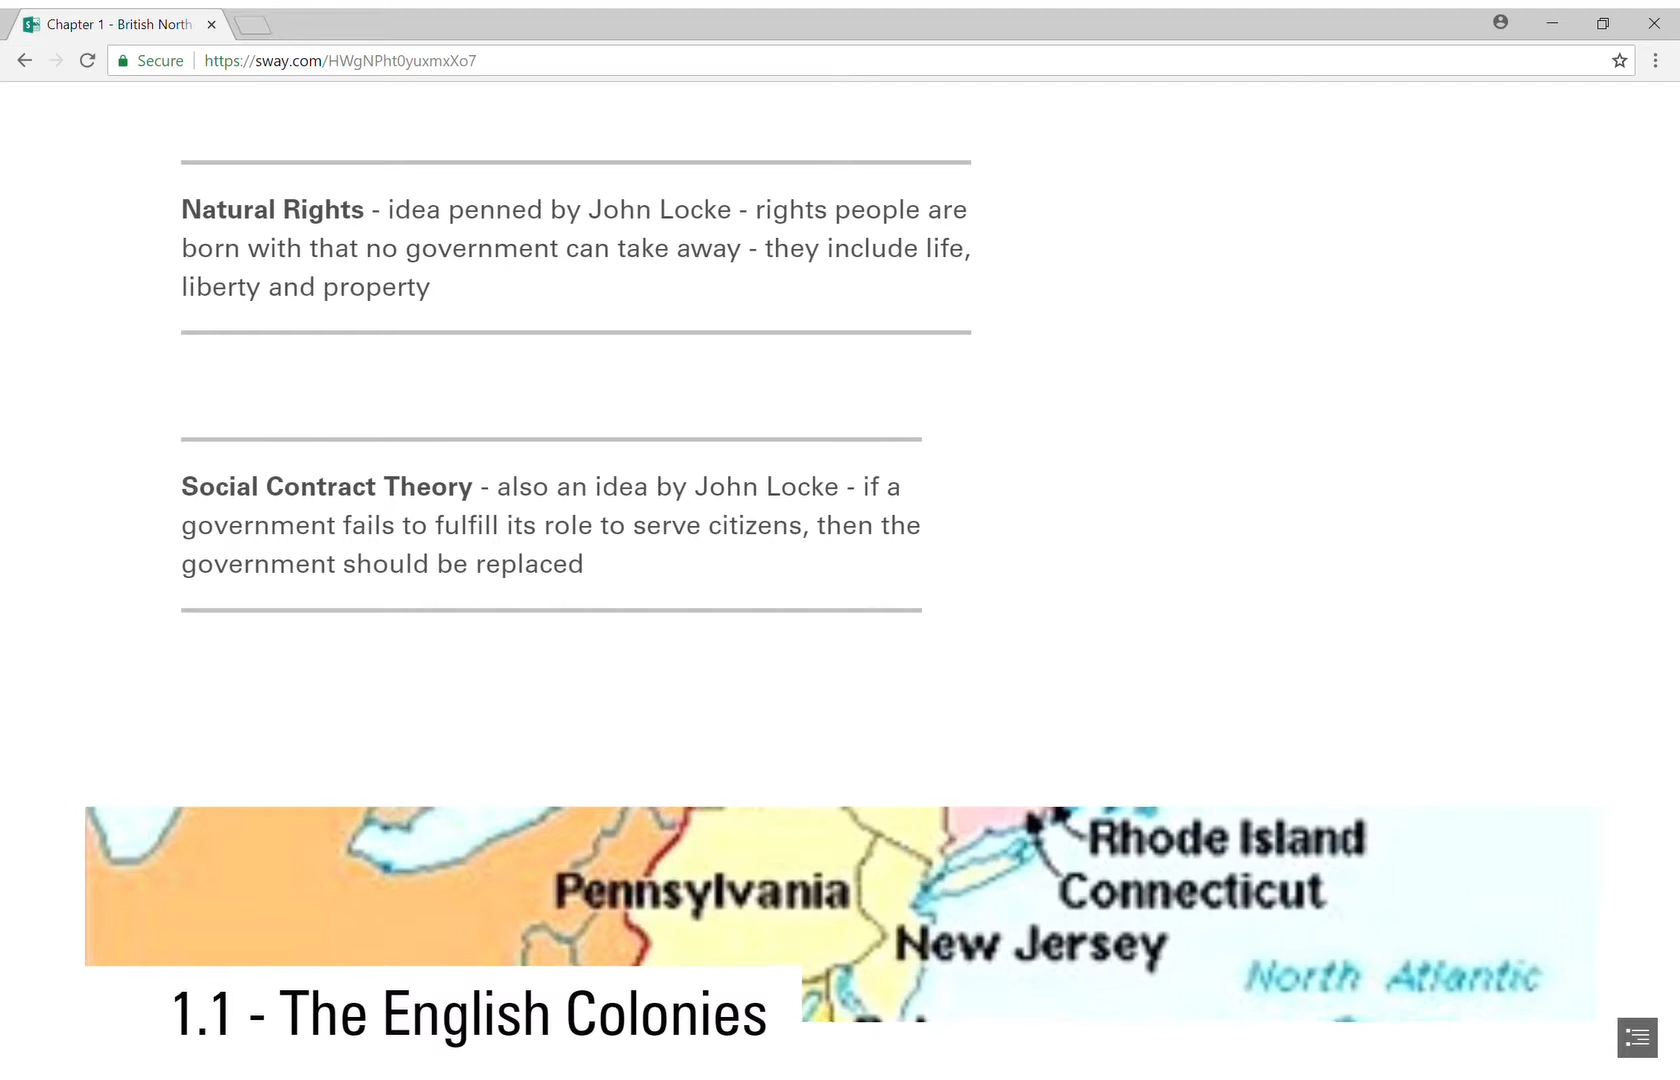 Chapter 1 - British North
Secure https://sway.com/HWgNPht0yuxmxXo7
Natural Rights - idea penned by John Locke - rights people are
born with that no government can take away - they include life,
liberty and property
Social Contract Theory - also an idea by John Locke - if a
government fails to fulfill its role to serve citizens, then the
government should be replaced
Rhode Island
Pennsylvania
Connecticut
New Jersey
North Atlantic
1.1 - The English Colonies